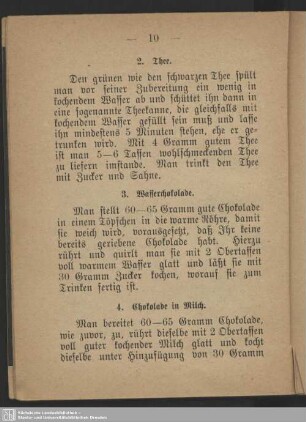 — 10 —
2. Thee.
Den grünen wie den schwarzen Thee spült
man vor seiner Zubereitung ein wenig in
kochendem Wasser ab und schüttet ihn dann in
eine sogenannte Theekanne, die gleichfalls mit
kochendem Wasser gefüllt sein muß und lasse
ihn mindestens 5 Minuten stehen, ehe er ge-
trunken wird. Mit 4 Gramm gutem Thee
ist man 5—6 Tassen wohlschmeckenden Thee
zu liefern imstande. Man trinkt den Thee
mit Zucker und Sahne.
3. Wasserchokolade.
Man stellt 60—65 Gramm gute Chokolade
in einem Töpfchen in die warme Röhre, damit
sie weich wird, vorausgesetzt, daß Ihr keine
bereits geriebene Chokolade habt. Hierzu
rührt und quirlt man sie mit 2 Obertassen
voll warmem Wasser glatt und läßt sie mit
30 Gramm Zucker kochen, worauf sie zum
Trinken fertig ist.
4. Chokolade in Milch.
Man bereitet 60—65 Gramm Chokolade,
wie zuvor, zu, rührt dieselbe mit 2 Obertassen
voll guter kochender Milch glatt und kocht
dieselbe unter Hinzufügung von 30 Gramm
Sächsische Landesbibliothek -
Staats- und Universitätsbibliothek Dresden